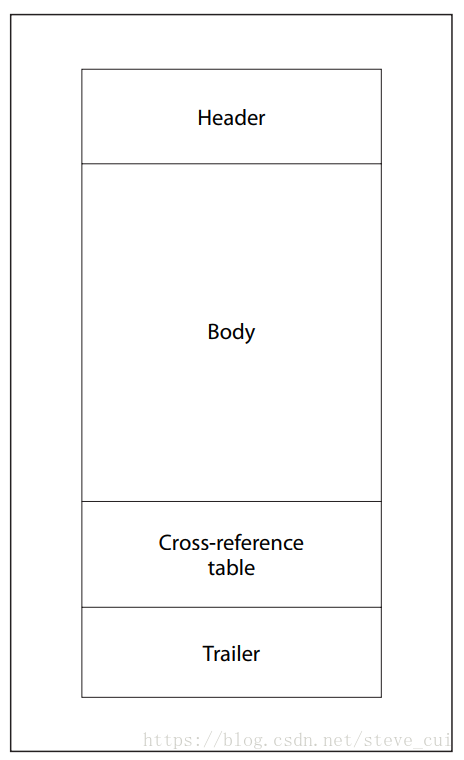 Header
Body
Cross-reference
table
Trailer
https://blog.csdn.net/steve_cui